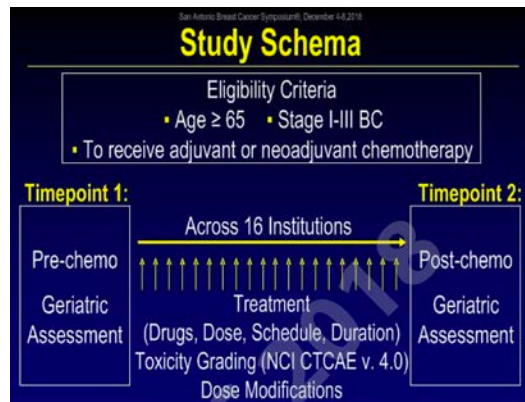 San Antonio Breast Cancer Symposium®, December 4-8, 2018
Study Schema
Eligibility Criteria
▪ Age ≥ 65 ▪ Stage I-III BC
▪ To receive adjuvant or neoadjuvant chemotherapy
Timepoint 1:
Pre-chemo
Geriatric
Assessment
Across 16 Institutions
Treatment
(Drugs, Dose, Schedule, Duration)
Toxicity Grading (NCI CTCAE v. 4.0)
Dose Modifications
Timepoint 2:
Post-chemo
Geriatric
Assessment
2018